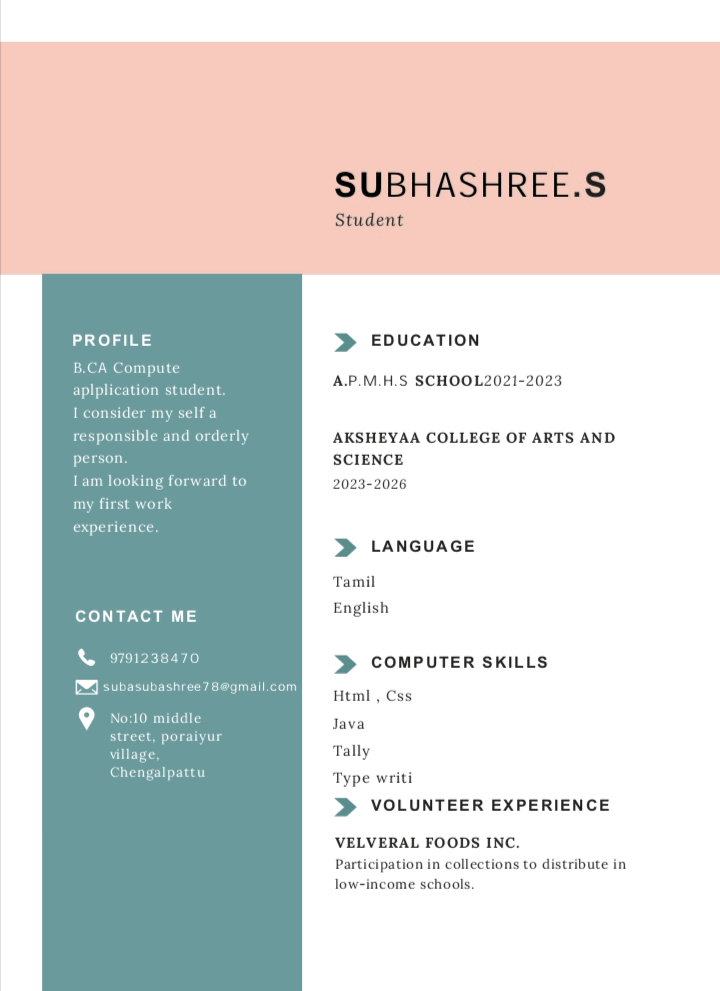 SUBHASHREE.S
Student
PROFILE
B.CA Compute
aplplication student.
I consider my self a
responsible and orderly
person.
I am looking forward to
my first work
experience.
CONTACT ME
9791238470
subasubashree78@gmail.com
No:10 middle
street, poraiyur
village,
Chengalpattu
EDUCATION
A.P.M.H.S SCHOOL2021-2023
AKSHEYAA COLLEGE OF ARTS AND
SCIENCE
2023-2026
LANGUAGE
Tamil
English
COMPUTER SKILLS
Html , Css
Java
Tally
Type writi
VOLUNTEER EXPERIENCE
VELVERAL FOODS INC.
Participation in collections to distribute in
low-income schools.